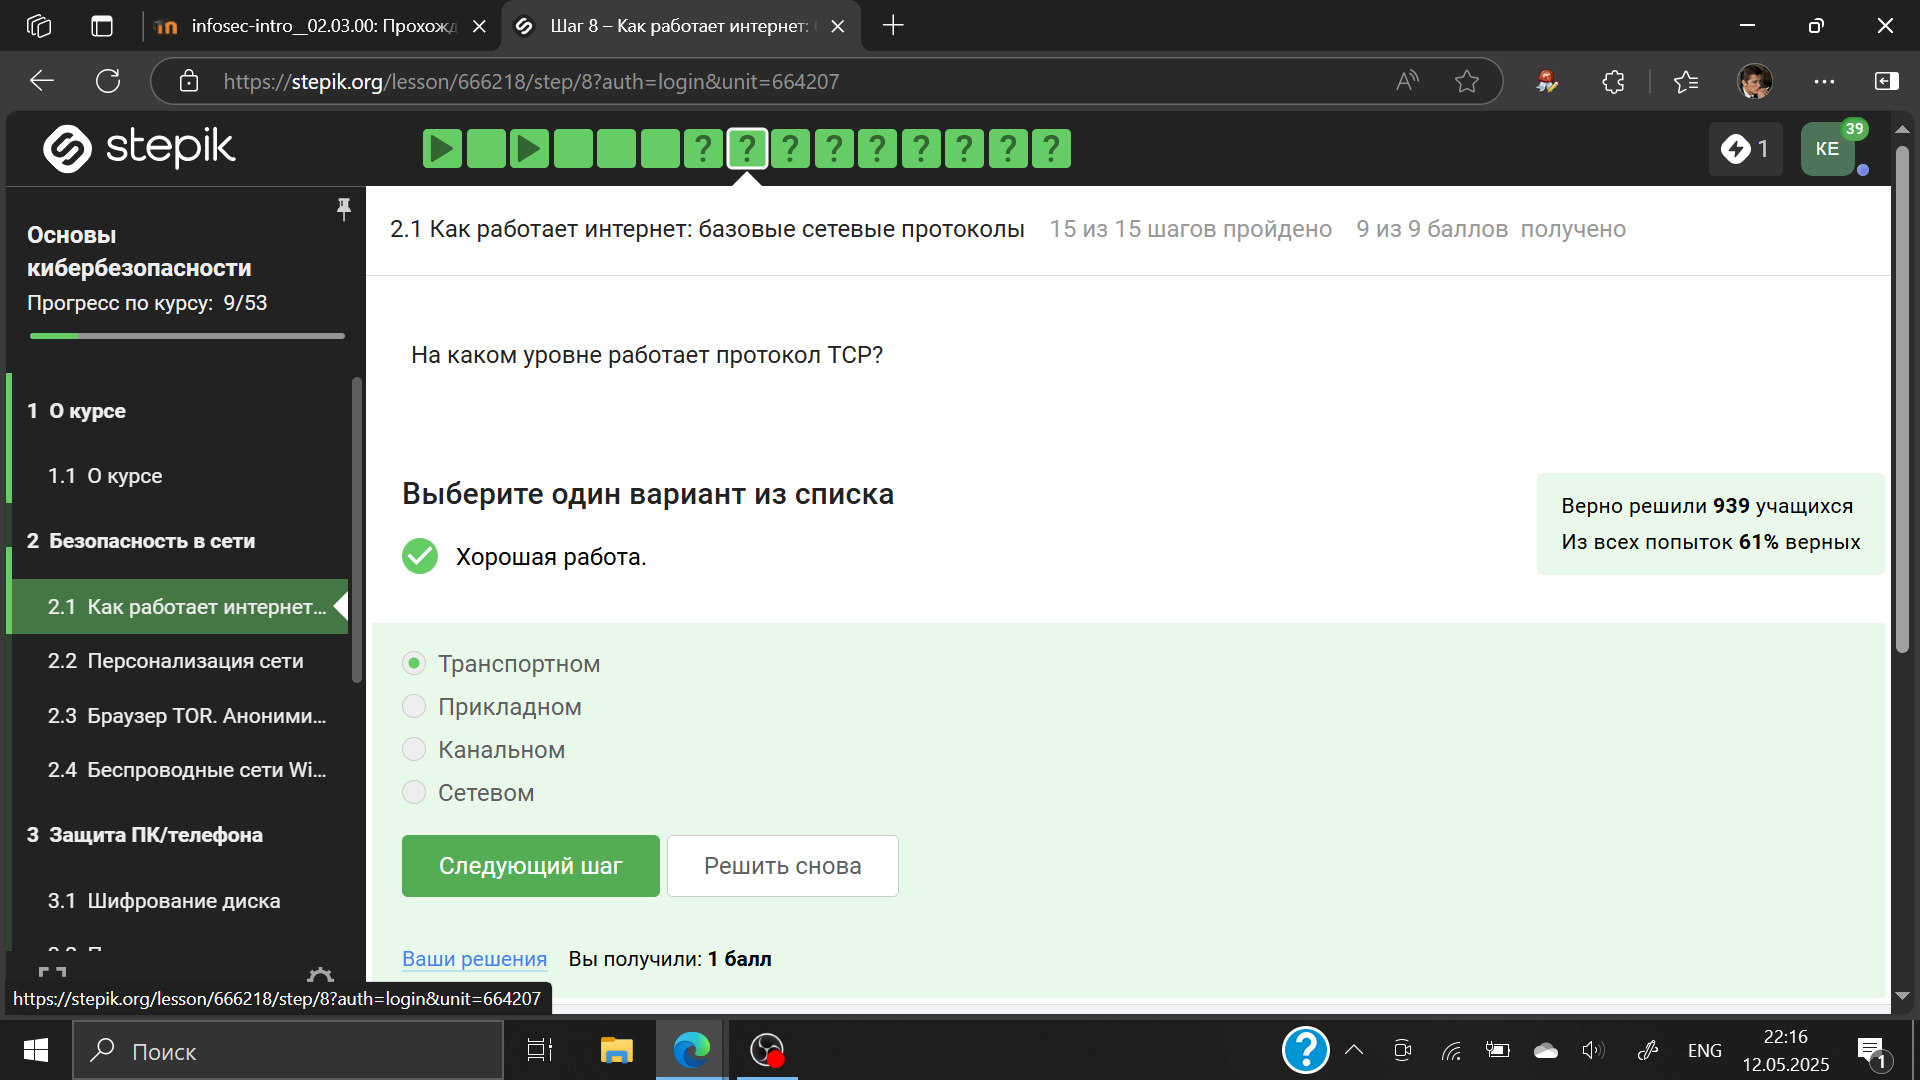 infosec-intro__02.03.00: Прохожд
Шаг 8 – Как работает интернет:
https://stepik.org/lesson/666218/step/8?auth=login&unit=664207
stepik
? ? ? ? ? ? ? ? ?
1
KE
39
Основы
кибербезопасности
Прогресс по курсу: 9/53
1 О курсе
1.1 О курсе
2 Безопасность в сети
2.1 Как работает интернет...
2.2 Персонализация сети
2.3 Браузер TOR. Аноними...
2.4 Беспроводные сети Wi...
3 Защита ПК/телефона
3.1 Шифрование диска
2.1 Как работает интернет: базовые сетевые протоколы 15 из 15 шагов пройдено 9 из 9 баллов получено
На каком уровне работает протокол TCP?
Выберите один вариант из списка
Хорошая работа.
Верно решили 939 учащихся
Из всех попыток 61% верных
Транспортном
Прикладном
Канальном
Сетевом
Следующий шаг
Решить снова
Ваши решения Вы получили: 1 балл
https://stepik.org/lesson/666218/step/8?auth=login&unit=664207
Поиск
?
ENG
22:16
12.05.2025
1